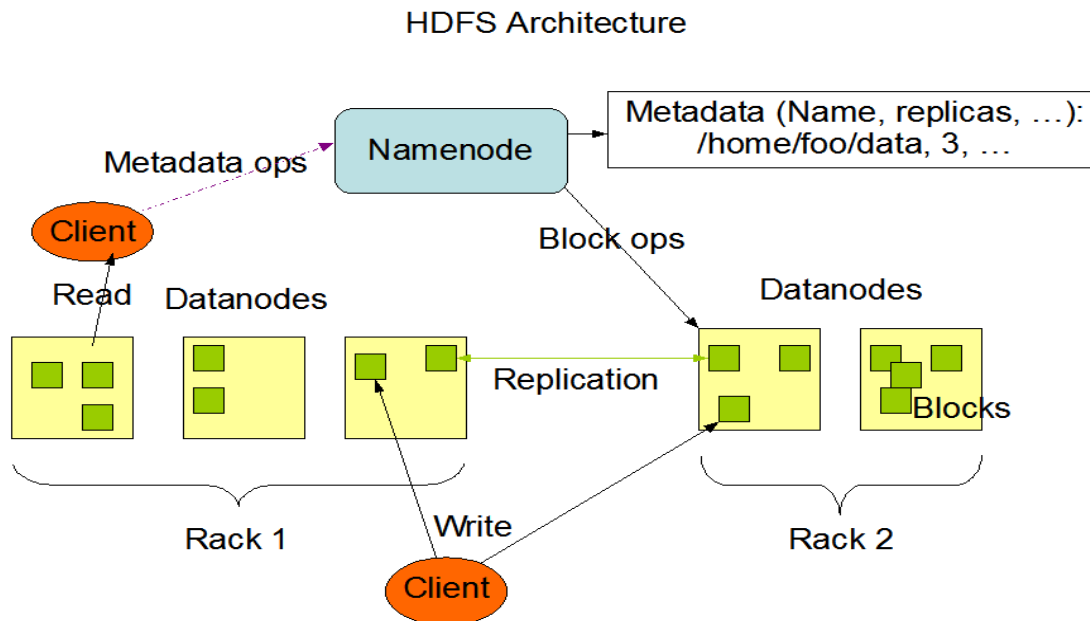 HDFS Architecture
Metadata (Name, replicas, …):
/home/foo/data, 3, …
Namenode
Metadata ops
Client
Block ops
Read
Datanodes
Datanodes
Replication
Blocks
Rack 1
Write
Rack 2
Client